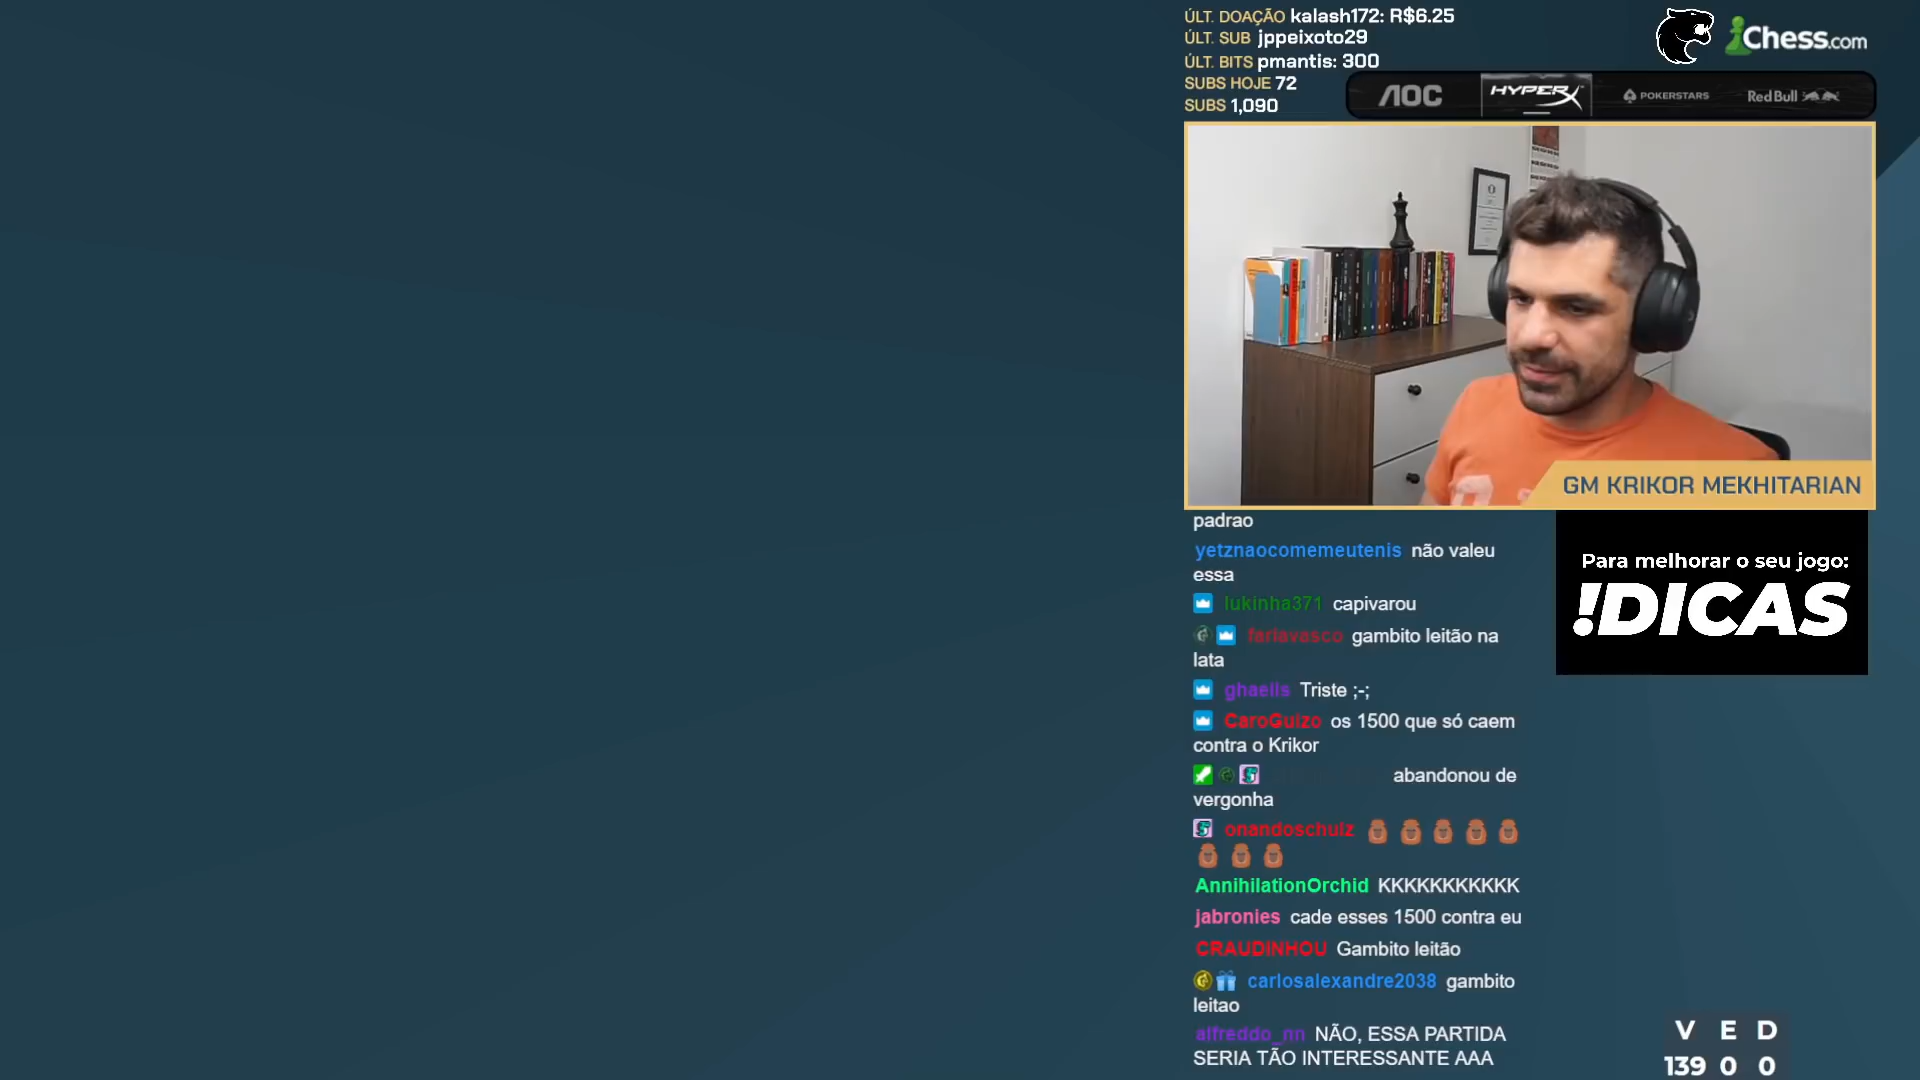 ÚLT. DOAÇÃO kalash172: R$6.25
ÚLT. SUB jppeixoto29
ÚLT. BITS pmantis: 300
SUBS HOJE 72
SUBS 1,090
Chess.com
AOC HYPERX POKERSTARS Red Bull
GM KRIKOR MEKHITARIAN
padrao
yetznaocomemeutenis não valeu
essa
lukinha371 capivarou
fariavasco gambito leitão na
lata
ghaells Triste ;-;
CaroGuizo os 1500 que só caem
contra o Krikor
abandonou de
vergonha
onandoschulz
AnnihilationOrchid KKKKKKKKKKK
jabronies cade esses 1500 contra eu
CRAUDINHOU Gambito leitão
carlosalexandre2038 gambito
leitao
alfreddo_nn NÃO, ESSA PARTIDA
SERIA TÃO INTERESSANTE AAA
Para melhorar o seu jogo:
!DICAS
V E D
139 0 0